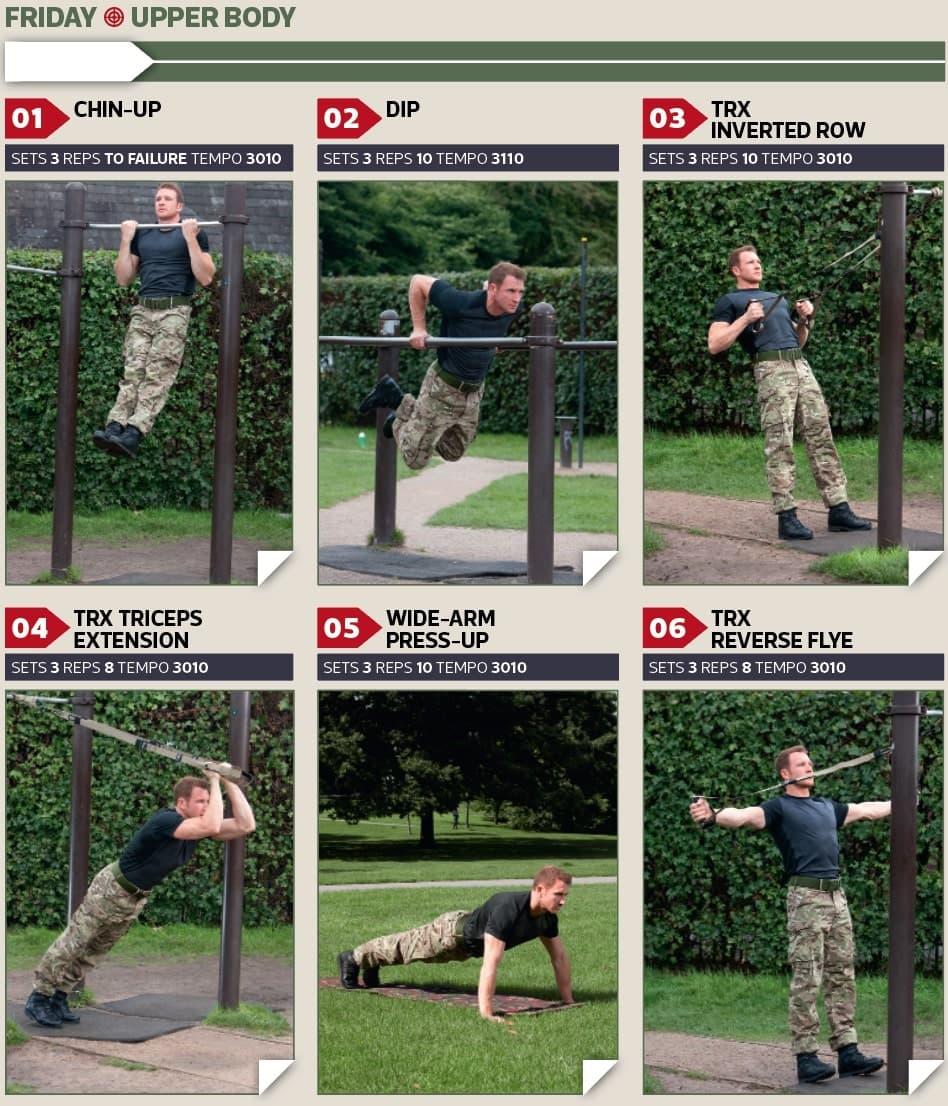 FRIDAY UPPER BODY
01 CHIN-UP
SETS 3 REPS TO FAILURE TEMPO 3010
02 DIP
SETS 3 REPS 10 TEMPO 3110
03 TRX
INVERTED ROW
SETS 3 REPS 10 TEMPO 3010
04 TRX TRICEPS
EXTENSION
SETS 3 REPS 8 TEMPO 3010
05 WIDE-ARM
PRESS-UP
SETS 3 REPS 10 TEMPO 3010
06 TRX
REVERSE FLYE
SETS 3 REPS 8 TEMPO 3010